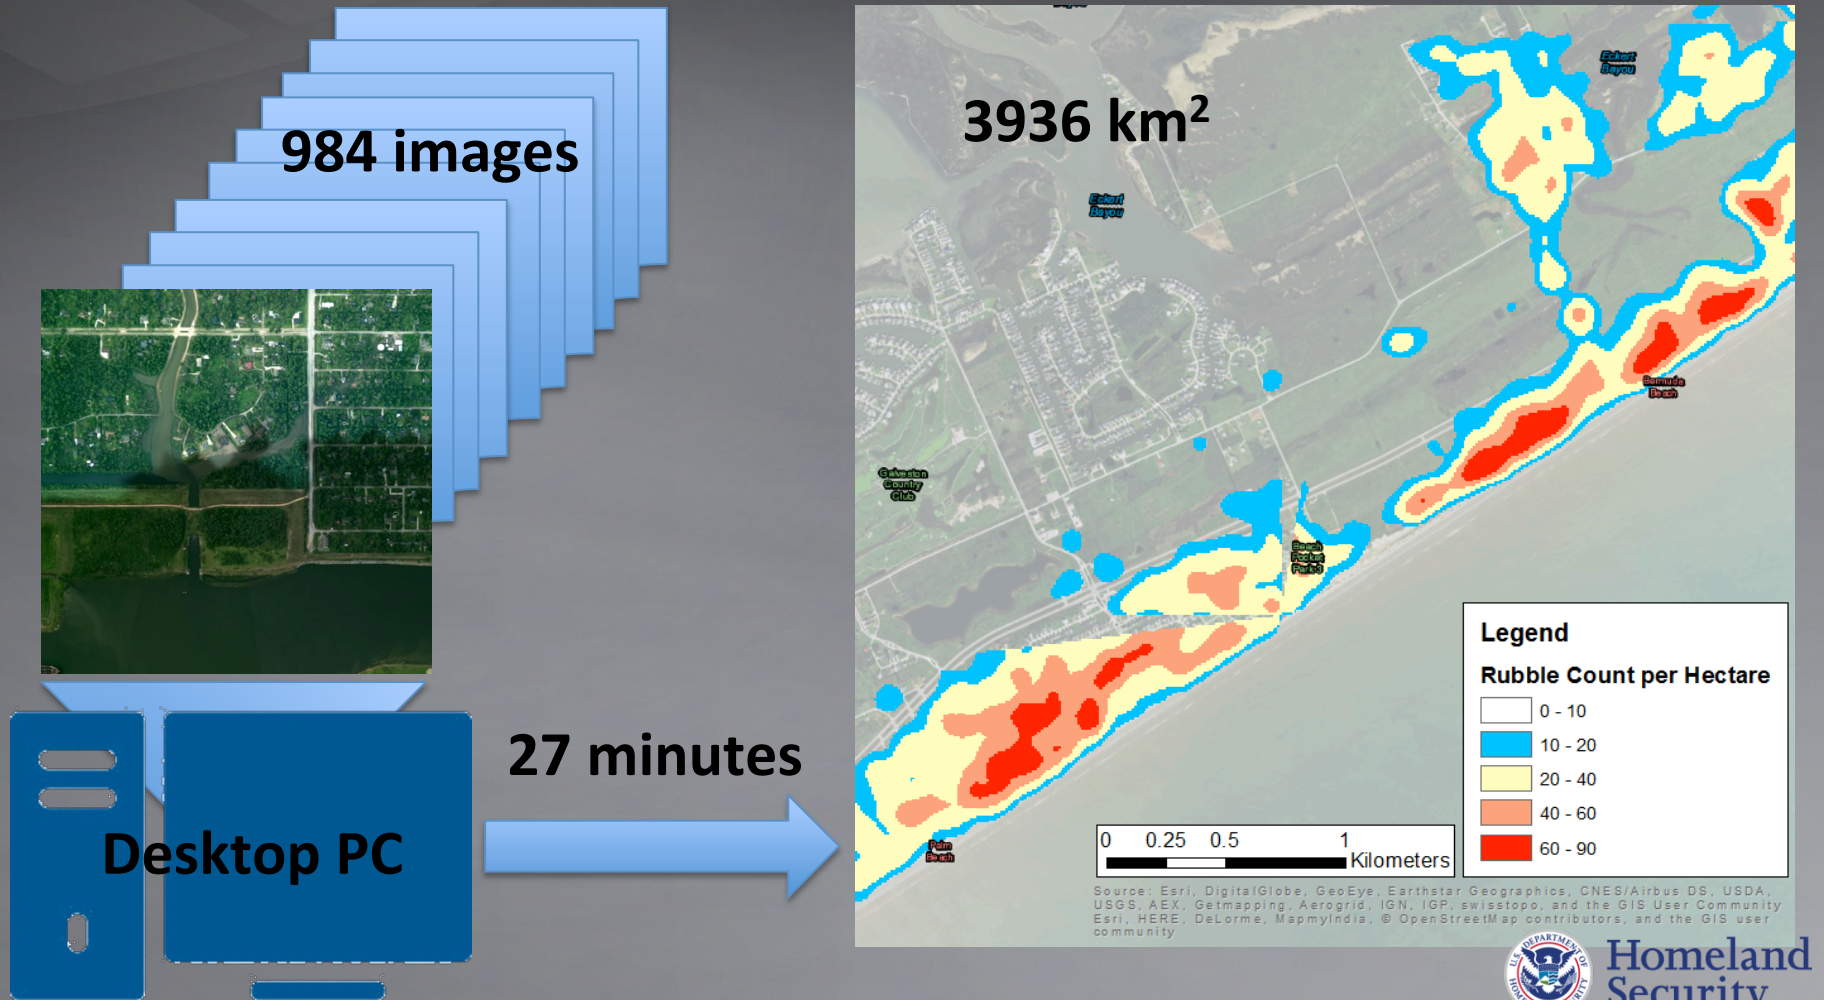 984 images
3936 km²
Eckert
Bayou
Eckert
Bayou
Galveston
Country
Club
Bermuda
Beach
Beach
Pocket
Park 3
Palm
Beach
27 minutes
Desktop PC
Legend
Rubble Count per Hectare
0 - 10
10 - 20
20 - 40
40 - 60
60 - 90
0 0.25 0.5 1
Kilometers
Source: Esri, DigitalGlobe, GeoEye, Earthstar Geographics, CNES/Airbus DS, USDA,
USGS, AEX, Getmapping, Aerogrid, IGN, IGP, swisstopo, and the GIS User Community
Esri, HERE, DeLorme, MapmyIndia, © OpenStreetMap contributors, and the GIS user
community
Homeland
Security